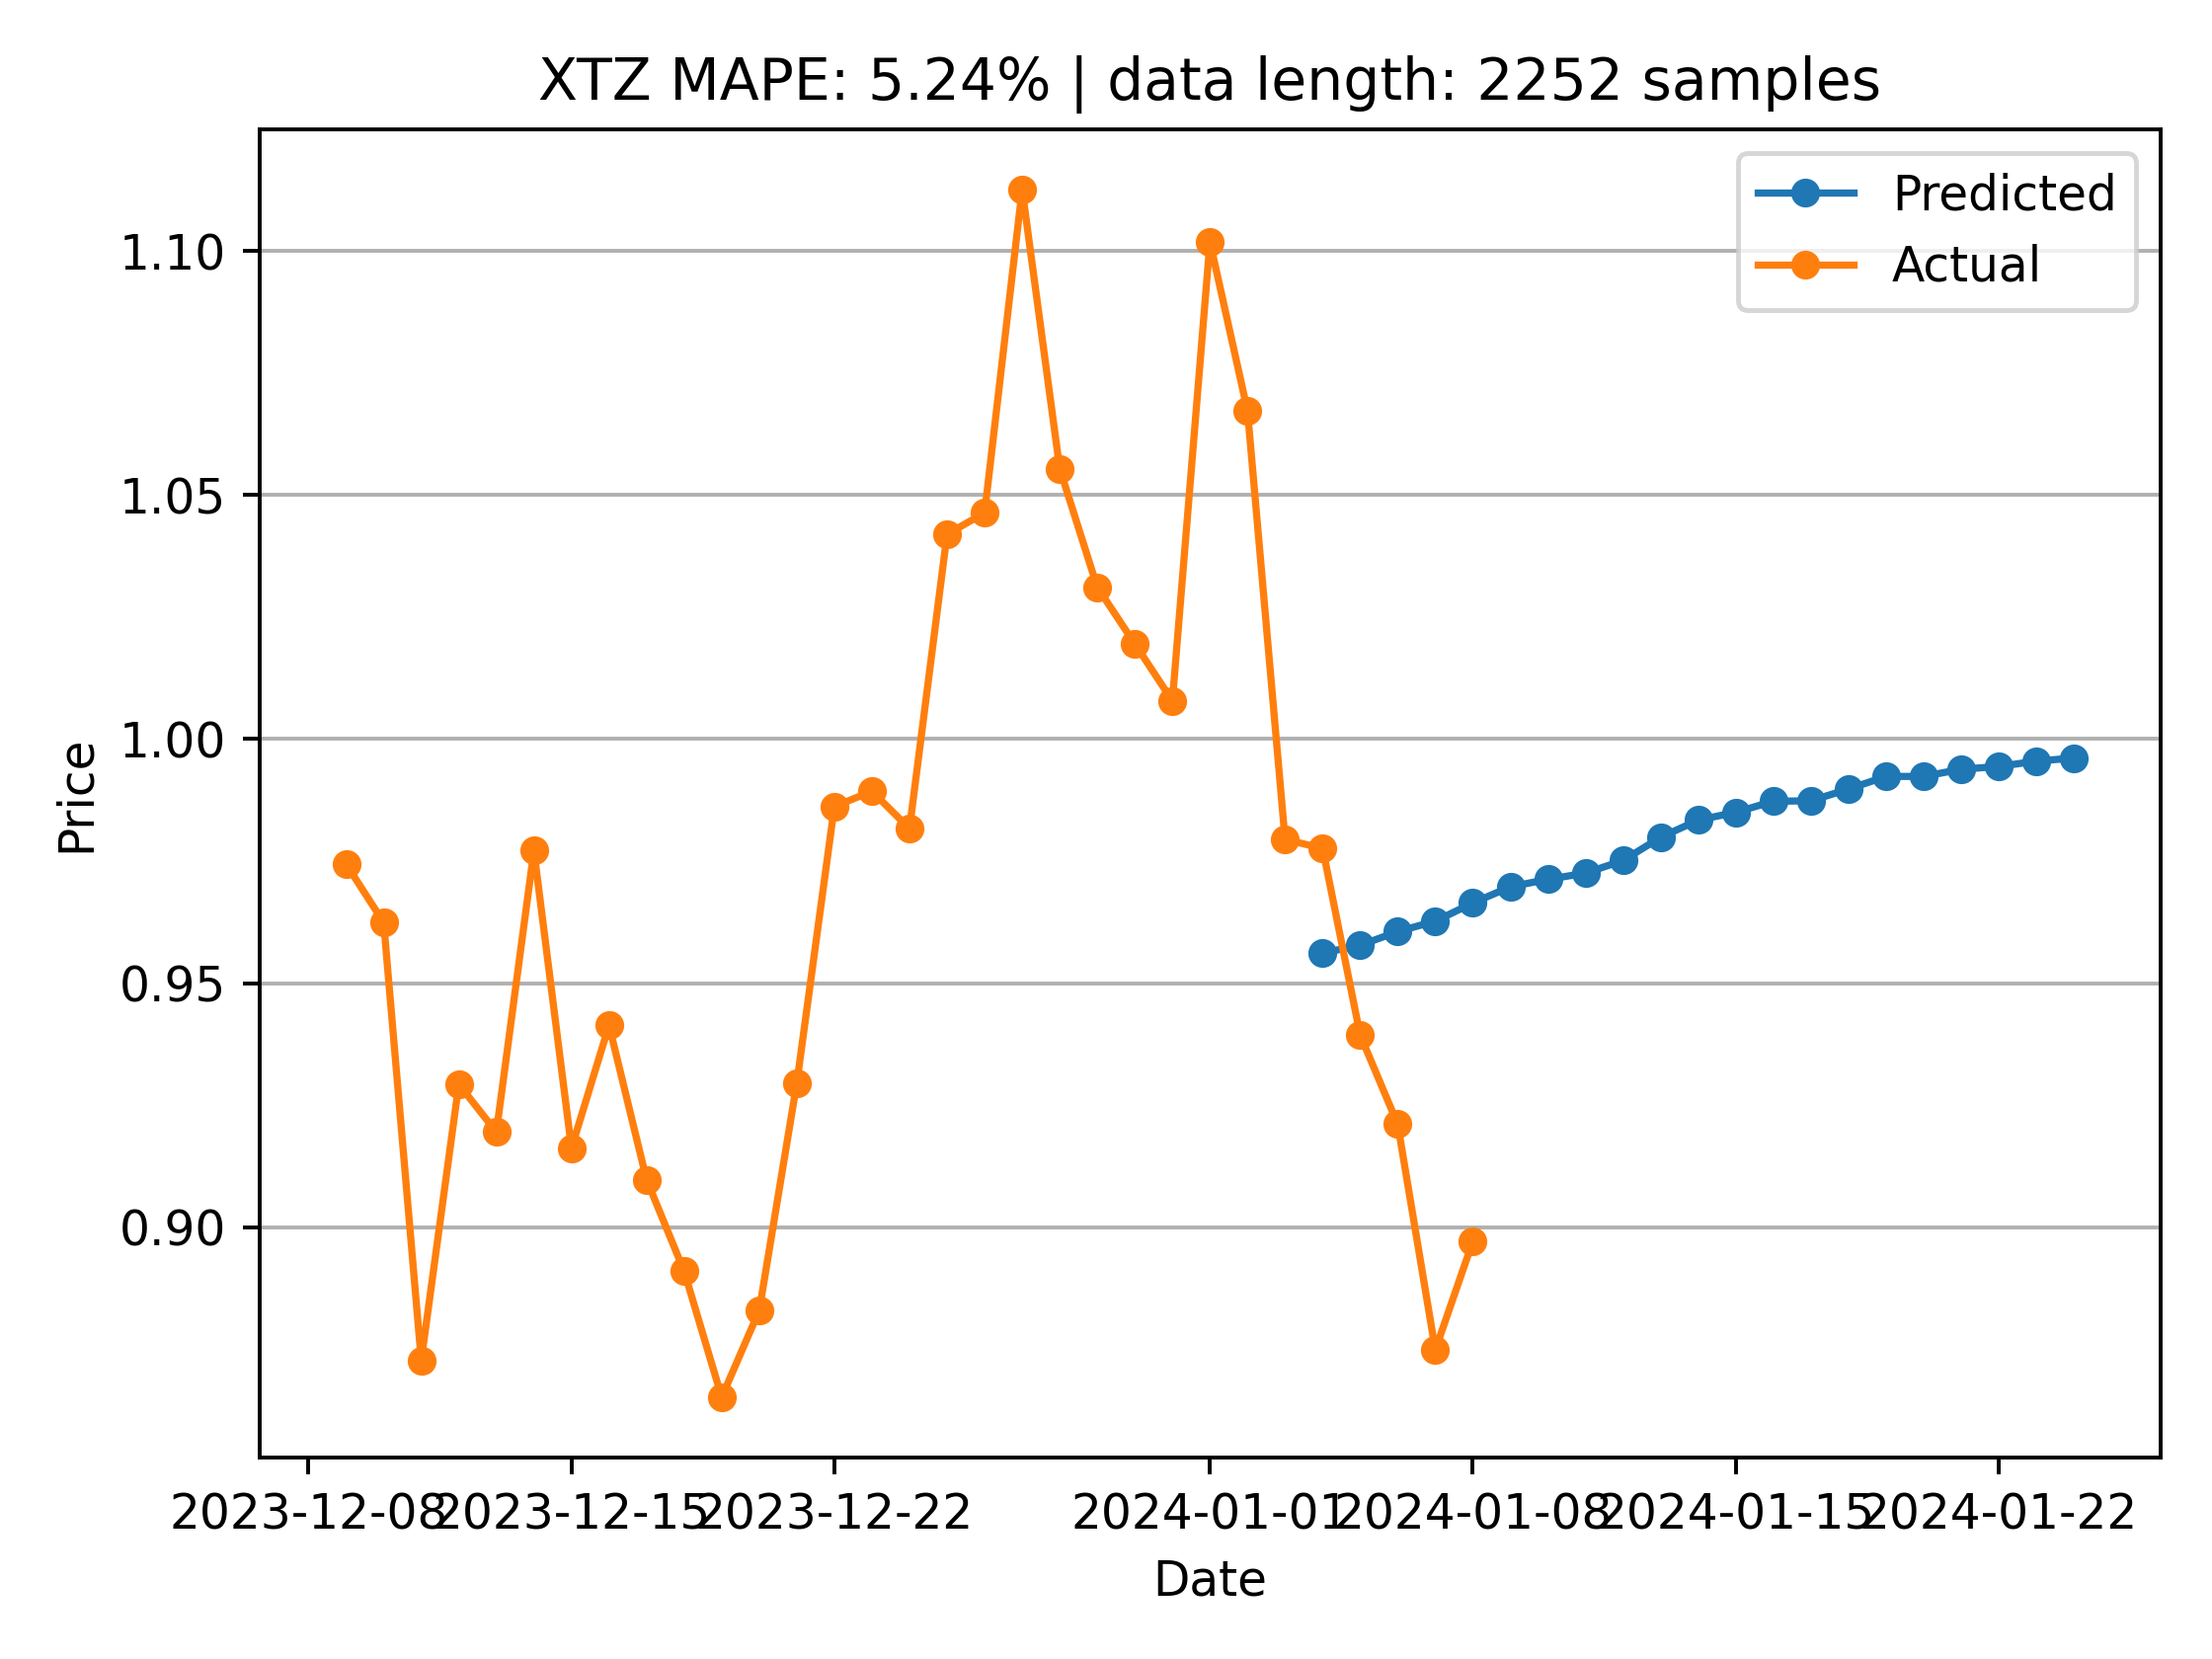 XTZ MAPE: 5.24% | data length: 2252 samples
Predicted
Actual
1.10
1.05
1.00
0.95
0.90
Price
2023-12-08
2023-12-15
2023-12-22
2024-01-01
2024-01-08
2024-01-15
2024-01-22
Date